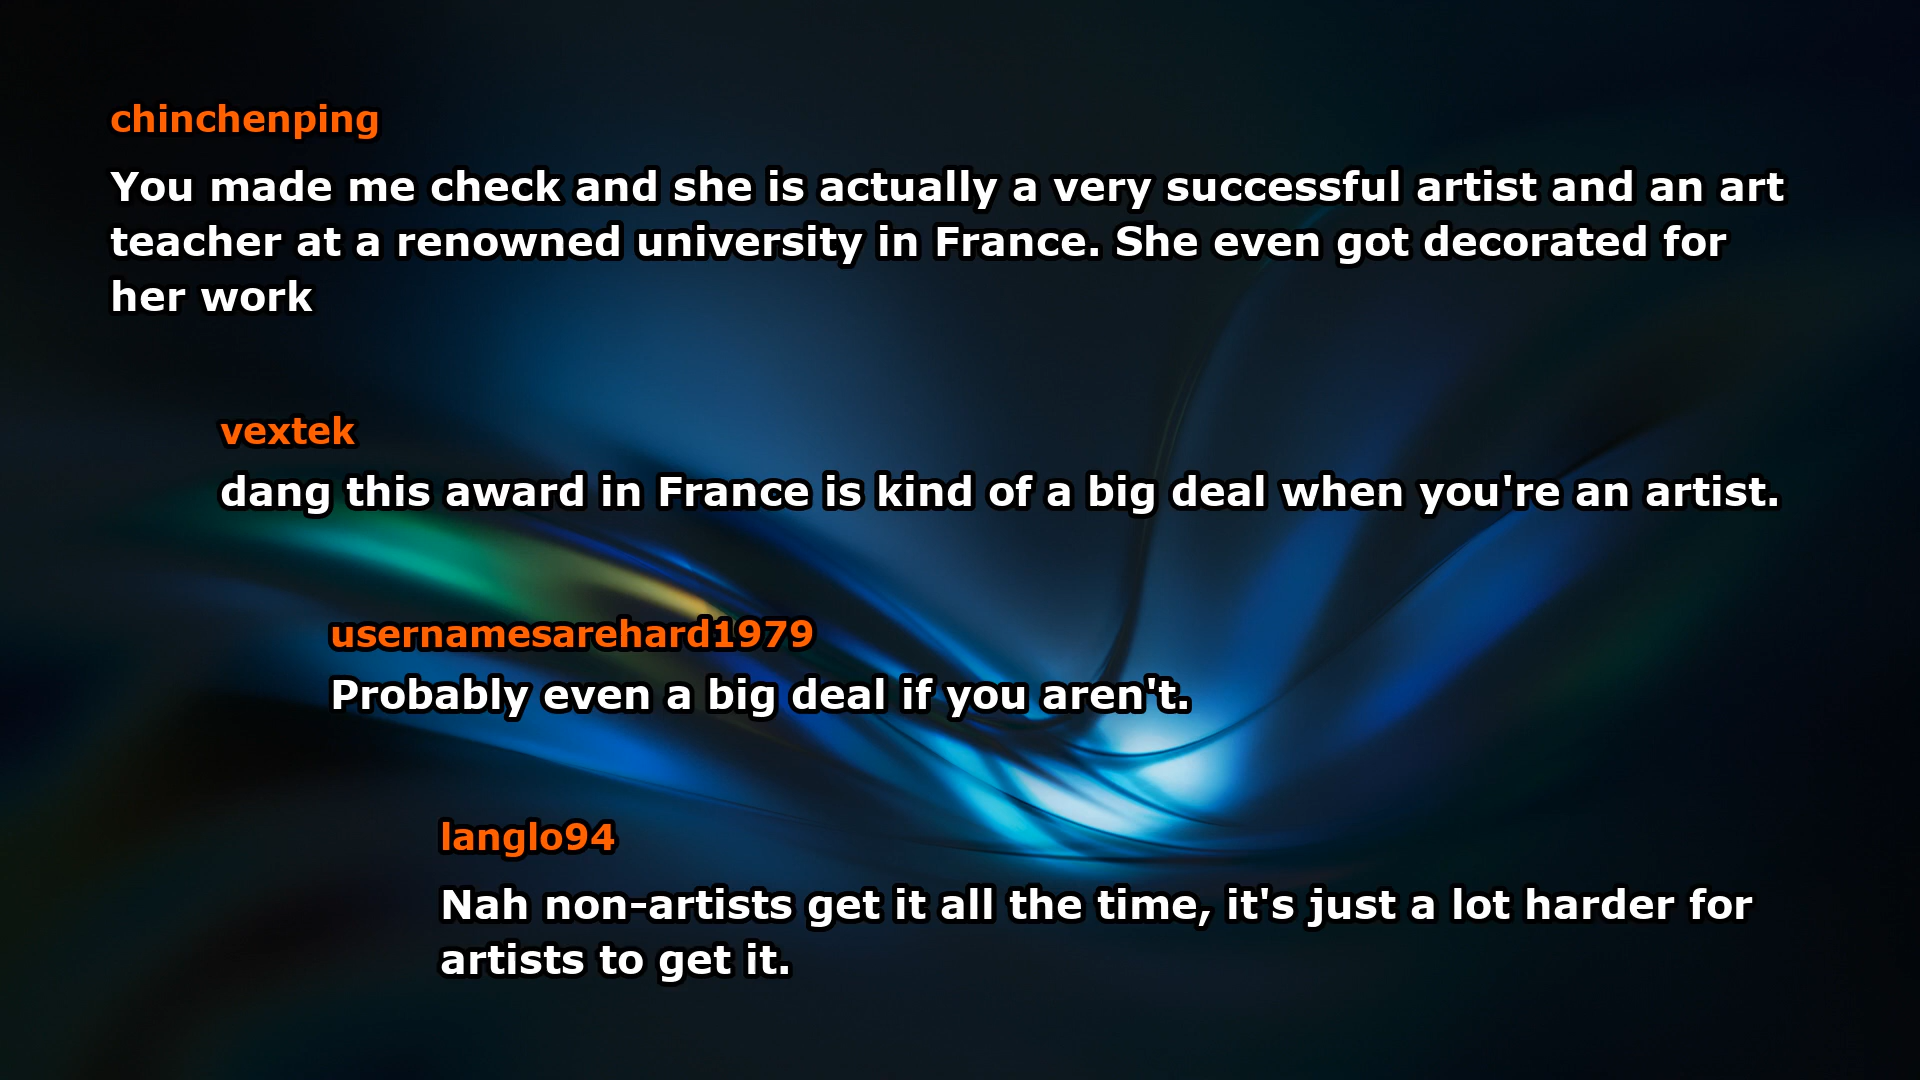 chinchenping
You made me check and she is actually a very successful artist and an art
teacher at a renowned university in France. She even got decorated for
her work
vextek
dang this award in France is kind of a big deal when you're an artist.
usernamesarehard1979
Probably even a big deal if you aren't.
langlo94
Nah non-artists get it all the time, it's just a lot harder for
artists to get it.